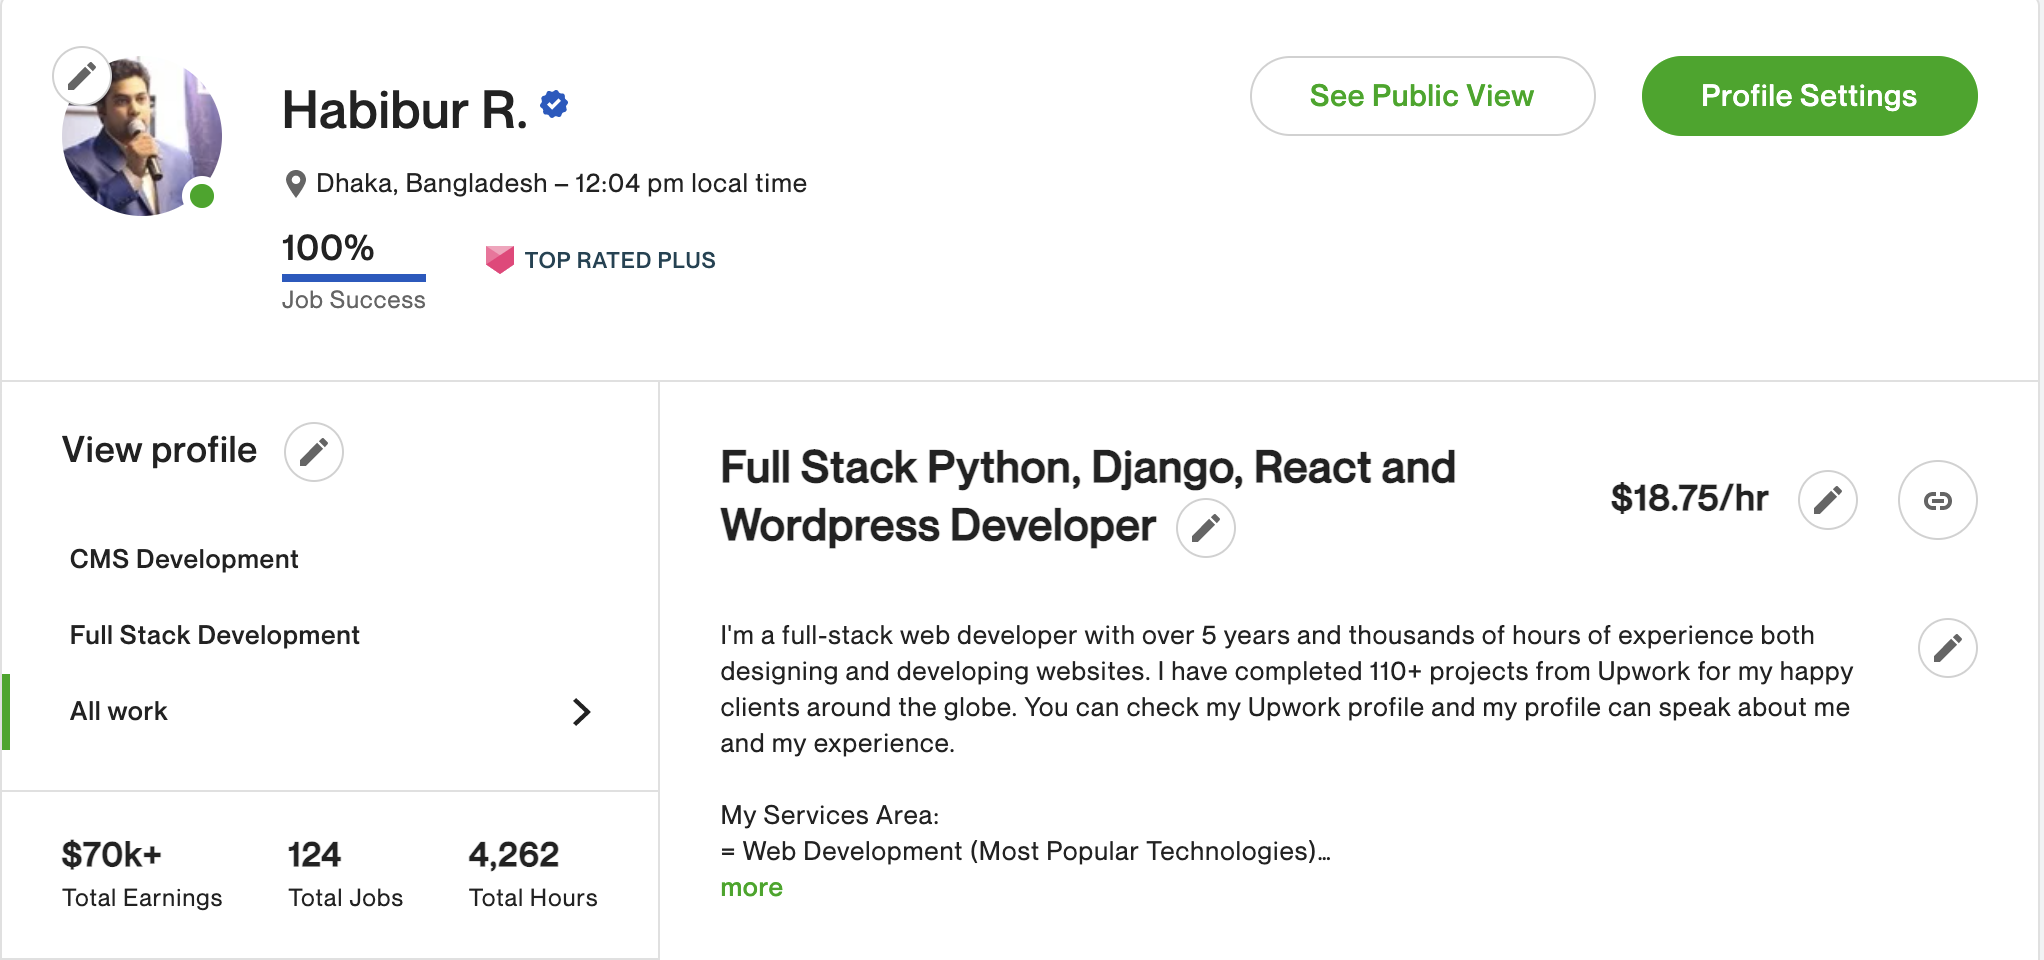 Habibur R.
Dhaka, Bangladesh – 12:04 pm local time
100%
Job Success
TOP RATED PLUS
See Public View
Profile Settings
View profile
CMS Development
Full Stack Development
All work
$70k+
Total Earnings
124
Total Jobs
4,262
Total Hours
Full Stack Python, Django, React and
Wordpress Developer
$18.75/hr
I'm a full-stack web developer with over 5 years and thousands of hours of experience both
designing and developing websites. I have completed 110+ projects from Upwork for my happy
clients around the globe. You can check my Upwork profile and my profile can speak about me
and my experience.
My Services Area:
= Web Development (Most Popular Technologies)…
more